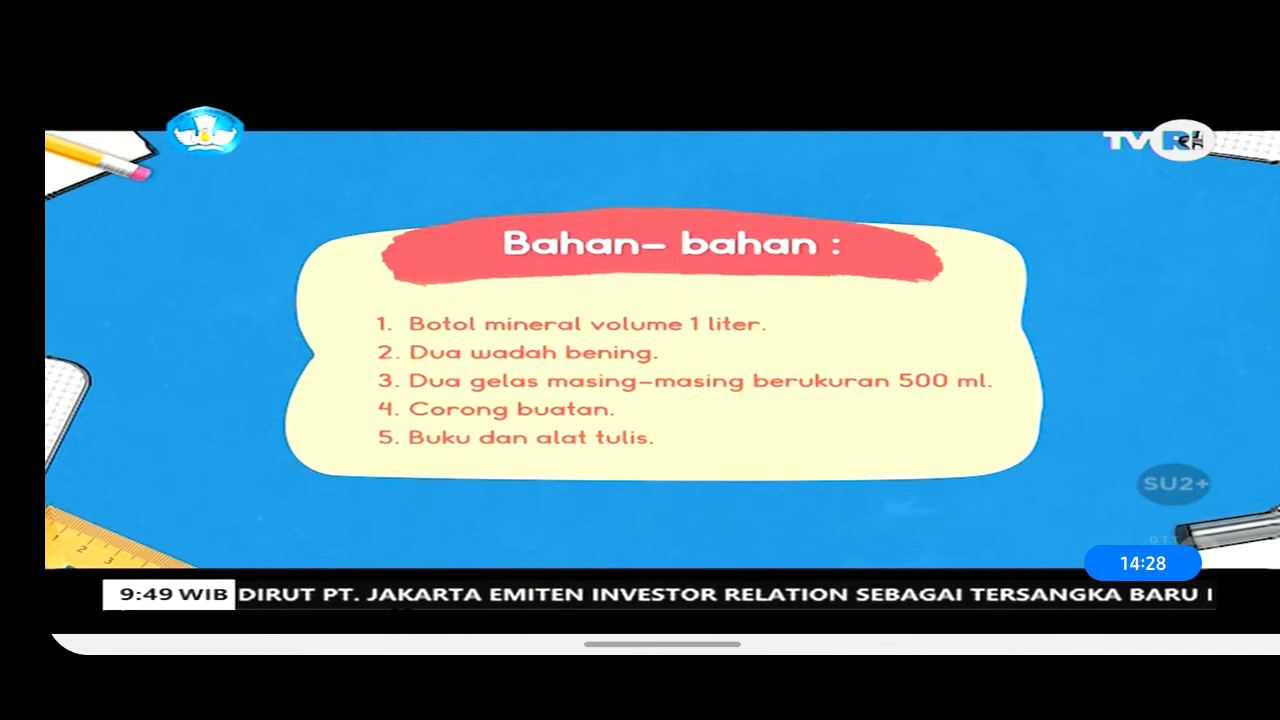 TVRI
Bahan- bahan :
1. Botol mineral volume 1 liter.
2. Dua wadah bening.
3. Dua gelas masing-masing berukuran 500 ml.
4. Corong buatan.
5. Buku dan alat tulis.
SU2+
14:28
9:49 WIB DIRUT PT. JAKARTA EMITEN INVESTOR RELATION SEBAGAI TERSANGKA BARU